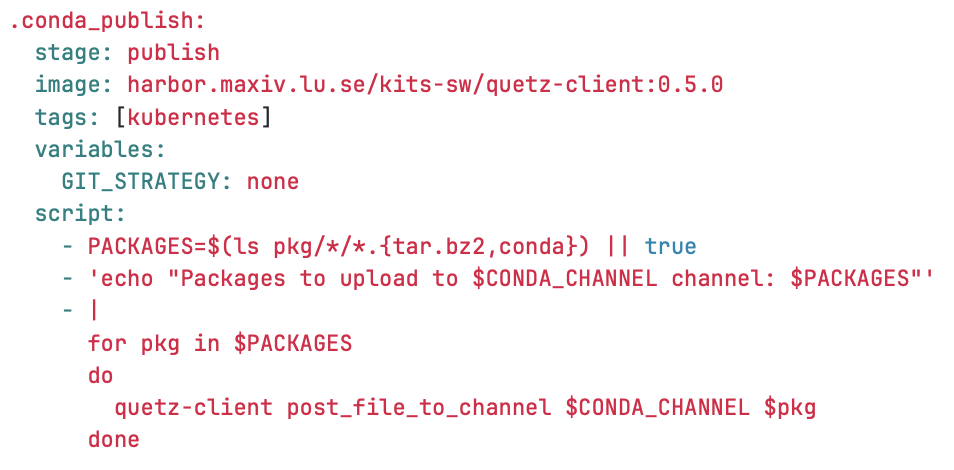 .conda_publish:
  stage: publish
  image: harbor.maxiv.lu.se/kits-sw/quetz-client:0.5.0
  tags: [kubernetes]
  variables:
    GIT_STRATEGY: none
  script:
    - PACKAGES=$(ls pkg/*/*.{tar.bz2,conda}) || true
    - 'echo "Packages to upload to $CONDA_CHANNEL channel: $PACKAGES"'
    - |
      for pkg in $PACKAGES
      do
        quetz-client post_file_to_channel $CONDA_CHANNEL $pkg
      done